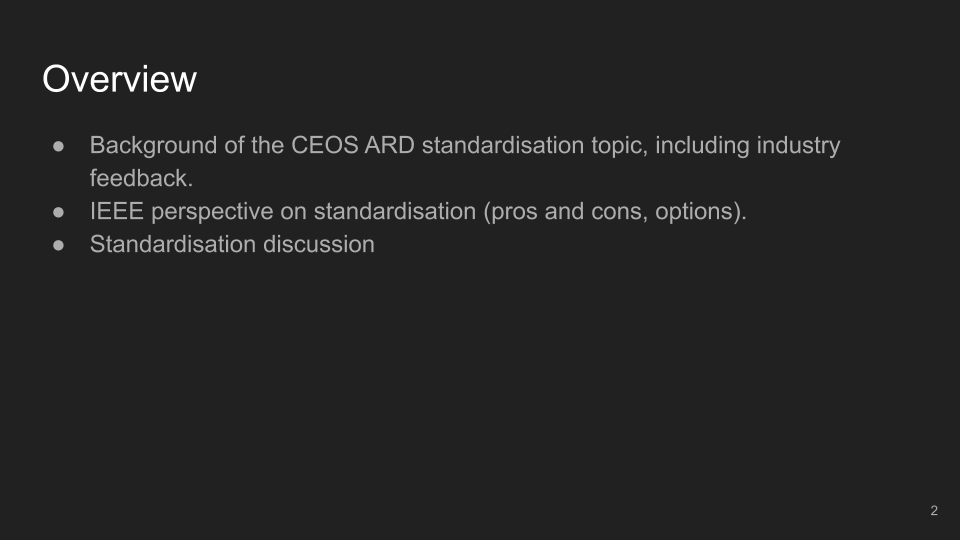 Overview
● Background of the CEOS ARD standardisation topic, including industry
feedback.
● IEEE perspective on standardisation (pros and cons, options).
● Standardisation discussion
2